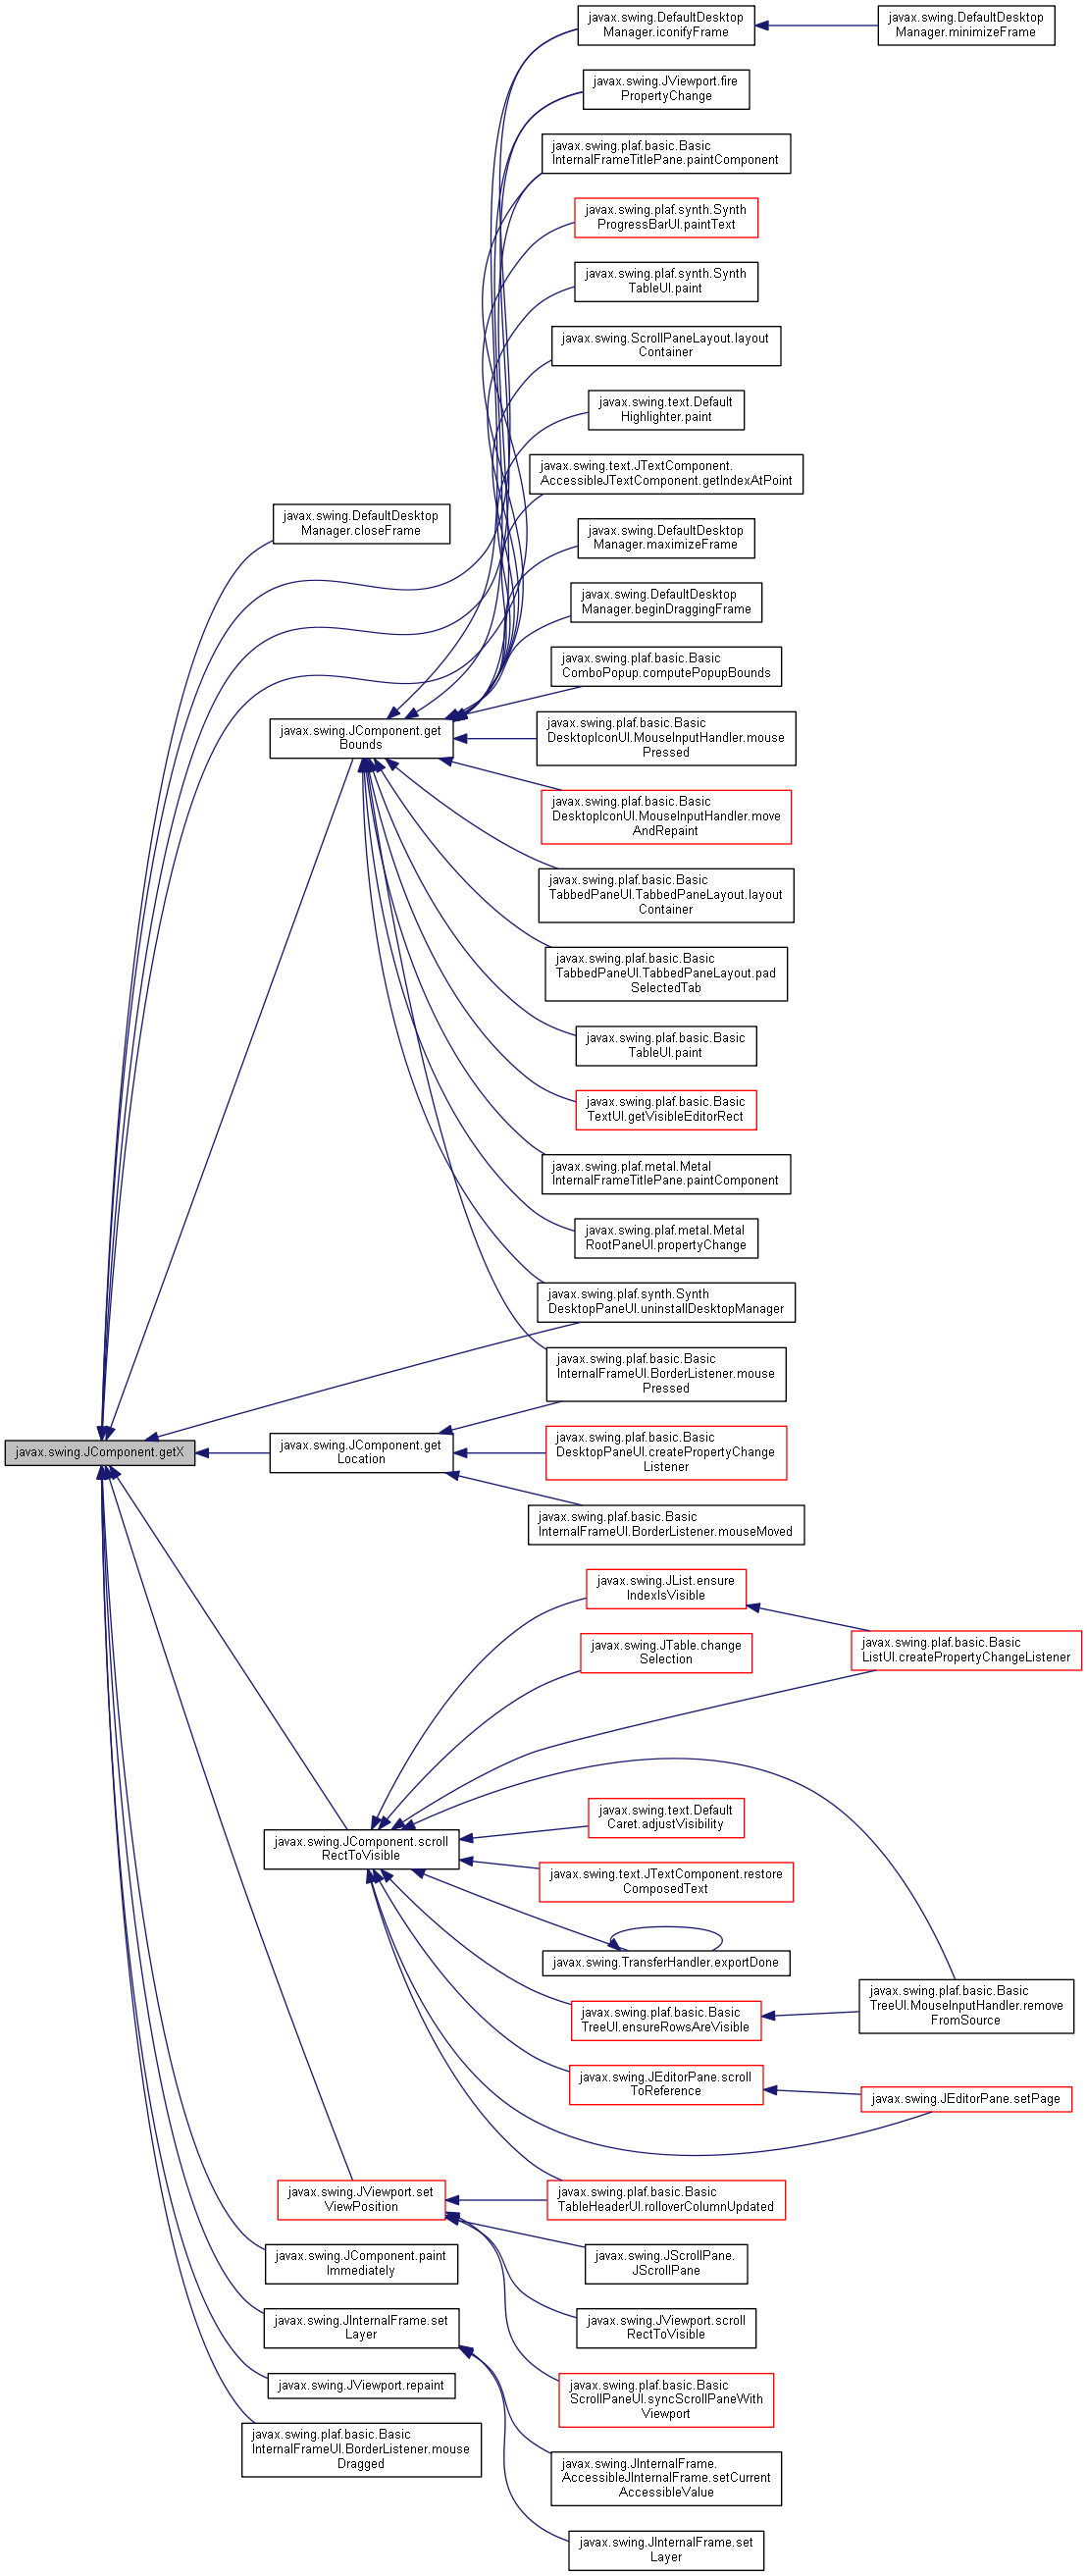 javax.swing.DefaultDesktop
Manager.iconifyFrame
javax.swing.DefaultDesktop
Manager.minimizeFrame
javax.swing.JViewport.fire
PropertyChange
javax.swing.plaf.basic.Basic
InternalFrameTitlePane.paintComponent
javax.swing.plaf.synth.Synth
ProgressBarUI.paintText
javax.swing.plaf.synth.Synth
TableUI.paint
javax.swing.ScrollPaneLayout.layout
Container
javax.swing.text.Default
Highlighter.paint
javax.swing.text.JTextComponent.
AccessibleJTextComponent.getIndexAtPoint
javax.swing.DefaultDesktop
Manager.closeFrame
javax.swing.DefaultDesktop
Manager.maximizeFrame
javax.swing.DefaultDesktop
Manager.beginDraggingFrame
javax.swing.plaf.basic.Basic
ComboPopup.computePopupBounds
javax.swing.JComponent.get
Bounds
javax.swing.plaf.basic.Basic
DesktopIconUI.MouseInputHandler.mouse
Pressed
javax.swing.plaf.basic.Basic
DesktopIconUI.MouseInputHandler.move
AndRepaint
javax.swing.plaf.basic.Basic
TabbedPaneUI.TabbedPaneLayout.layout
Container
javax.swing.plaf.basic.Basic
TabbedPaneUI.TabbedPaneLayout.pad
SelectedTab
javax.swing.plaf.basic.Basic
TableUI.paint
javax.swing.plaf.basic.Basic
TextUI.getVisibleEditorRect
javax.swing.plaf.metal.Metal
InternalFrameTitlePane.paintComponent
javax.swing.plaf.metal.Metal
RootPaneUI.propertyChange
javax.swing.plaf.synth.Synth
DesktopPaneUI.uninstallDesktopManager
javax.swing.plaf.basic.Basic
InternalFrameUI.BorderListener.mouse
Pressed
javax.swing.JComponent.getX
javax.swing.JComponent.get
Location
javax.swing.plaf.basic.Basic
DesktopPaneUI.createPropertyChange
Listener
javax.swing.plaf.basic.Basic
InternalFrameUI.BorderListener.mouseMoved
javax.swing.JList.ensure
IndexIsVisible
javax.swing.JTable.change
Selection
javax.swing.plaf.basic.Basic
ListUI.createPropertyChangeListener
javax.swing.text.Default
Caret.adjustVisibility
javax.swing.JComponent.scroll
RectToVisible
javax.swing.text.JTextComponent.restore
ComposedText
javax.swing.TransferHandler.exportDone
javax.swing.plaf.basic.Basic
TreeUI.ensureRowsAreVisible
javax.swing.plaf.basic.Basic
TreeUI.MouseInputHandler.remove
FromSource
javax.swing.JEditorPane.scroll
ToReference
javax.swing.JEditorPane.setPage
javax.swing.JViewport.set
ViewPosition
javax.swing.plaf.basic.Basic
TableHeaderUI.rolloverColumnUpdated
javax.swing.JComponent.paint
Immediately
javax.swing.JScrollPane.
JScrollPane
javax.swing.JInternalFrame.set
Layer
javax.swing.JViewport.scroll
RectToVisible
javax.swing.JViewport.repaint
javax.swing.plaf.basic.Basic
ScrollPaneUI.syncScrollPaneWith
Viewport
javax.swing.plaf.basic.Basic
InternalFrameUI.BorderListener.mouse
Dragged
javax.swing.JInternalFrame.
AccessibleJInternalFrame.setCurrent
AccessibleValue
javax.swing.JInternalFrame.set
Layer